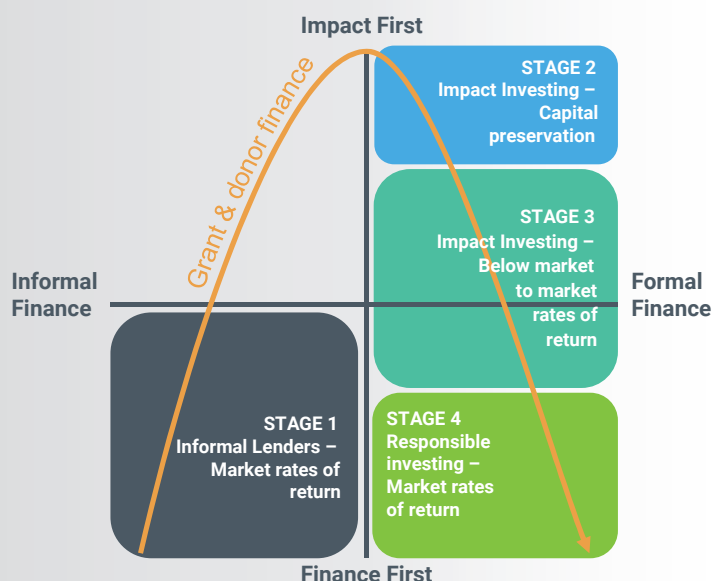 Impact First
Grant & donor finance
STAGE 2
Impact Investing –
Capital
preservation
STAGE 3
Impact Investing –
Below market
to market
rates of
return
Informal
Finance
Formal
Finance
STAGE 1
Informal Lenders –
Market rates of
return
STAGE 4
Responsible
investing –
Market rates
of return
Finance First